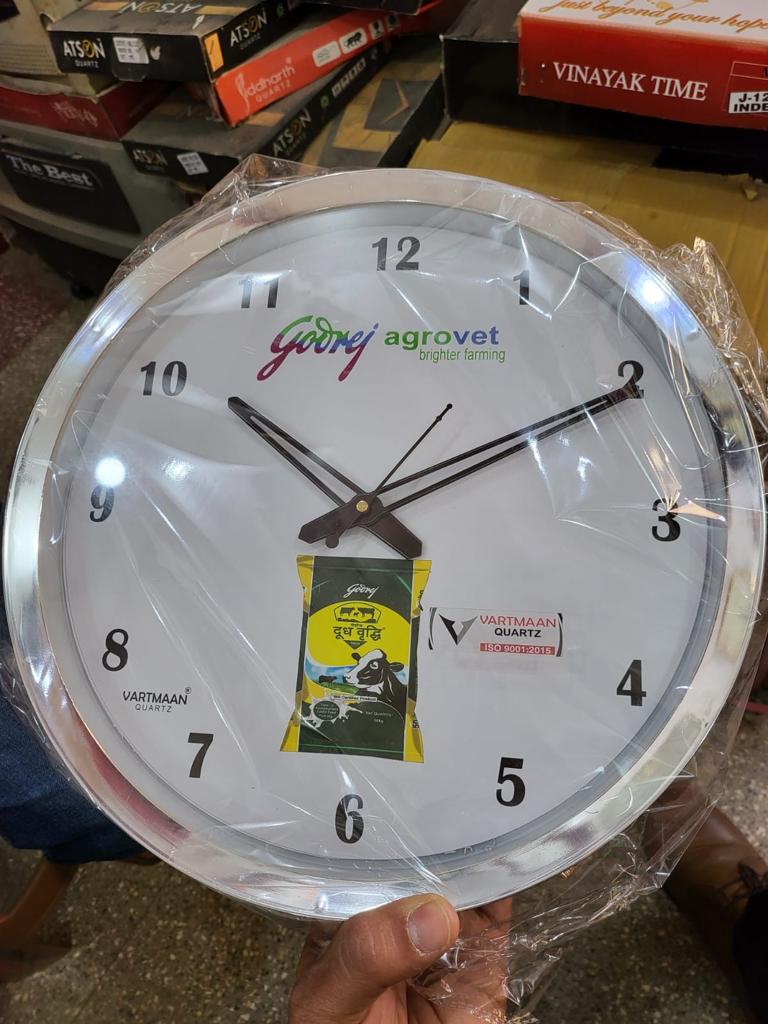 ATSON
QUARTZ
ATSON
QUARTZ
Siddharth
QUARTZ
ATSON
just beyond your hope
VINAYAK TIME
J-12
INDE
The Best
12
11
1
Godrej agrovet
brighter farming
10
2
9
3
Godrej
दूध वृद्धि
VARTMAAN
QUARTZ
ISO 9001:2015
8
4
VARTMAAN®
QUARTZ
7
5
6